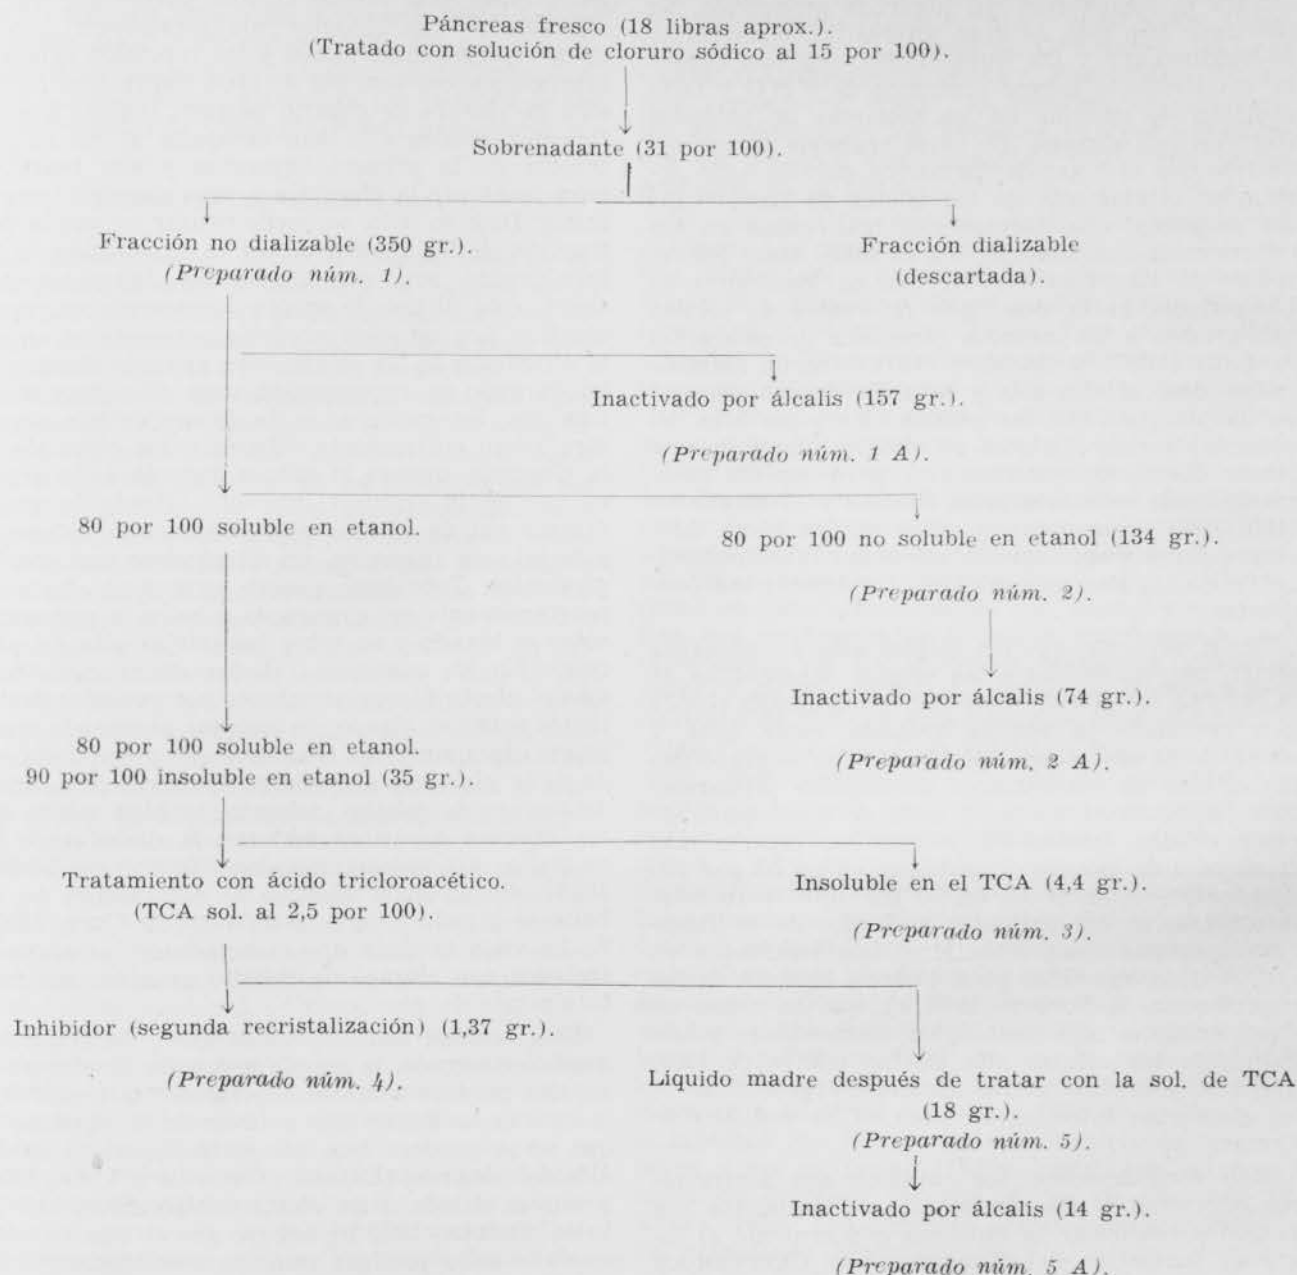 Páncreas fresco (18 libras aprox.).
(Tratado con solución de cloruro sódico al 15 por 100).
Sobrenadante (31 por 100).
Fracción no dializable (350 gr.).
(Preparado núm. 1).
Fracción dializable
(descartada).
Inactivado por álcalis (157 gr.).
(Preparado núm. 1 A).
80 por 100 soluble en etanol.
80 por 100 no soluble en etanol (134 gr.).
(Preparado núm. 2).
Inactivado por álcalis (74 gr.).
(Preparado núm. 2 A).
80 por 100 soluble en etanol.
90 por 100 insoluble en etanol (35 gr.).
Tratamiento con ácido tricloroacético.
(TCA sol. al 2,5 por 100).
Insoluble en el TCA (4,4 gr.).
(Preparado núm. 3).
Inhibidor (segunda recristalización) (1,37 gr.).
(Preparado núm. 4).
Líquido madre después de tratar con la sol. de TCA
(18 gr.).
(Preparado núm. 5).
Inactivado por álcalis (14 gr.).
(Preparado núm. 5 A).